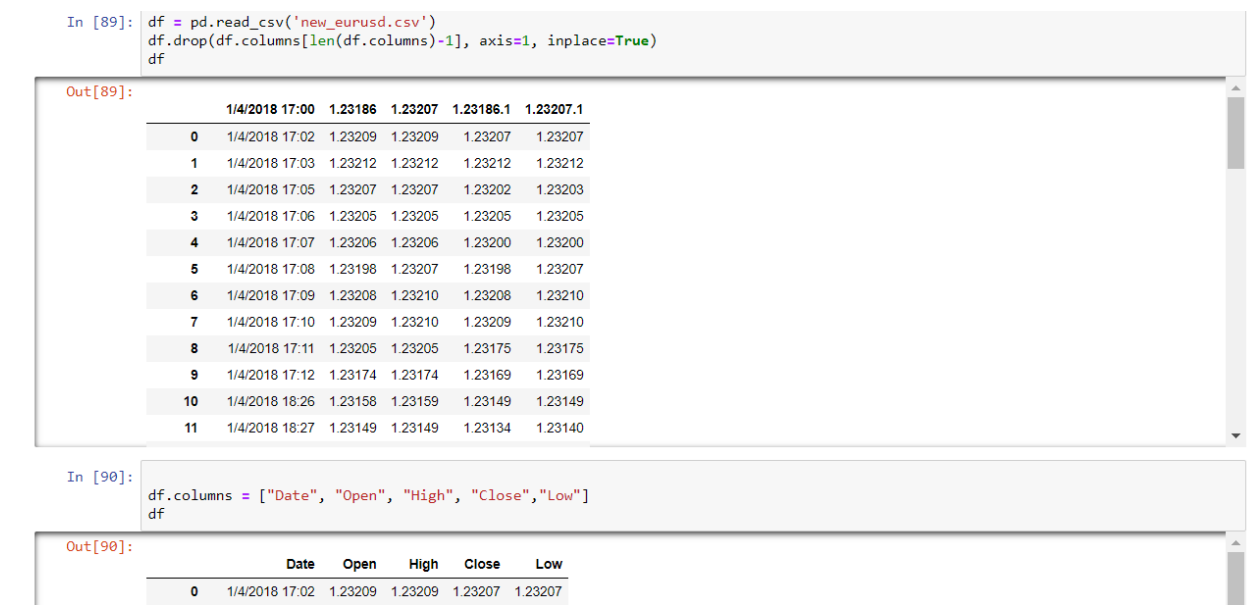 In [89]: df = pd.read_csv('new_eurusd.csv')
df.drop(df.columns[len(df.columns)-1], axis=1, inplace=True)
df
Out[89]:
1/4/2018 17:00 1.23186 1.23207 1.23186.1 1.23207.1
0 1/4/2018 17:02 1.23209 1.23209 1.23207 1.23207
1 1/4/2018 17:03 1.23212 1.23212 1.23212 1.23212
2 1/4/2018 17:05 1.23207 1.23207 1.23202 1.23203
3 1/4/2018 17:06 1.23205 1.23205 1.23205 1.23205
4 1/4/2018 17:07 1.23206 1.23206 1.23200 1.23200
5 1/4/2018 17:08 1.23198 1.23207 1.23198 1.23207
6 1/4/2018 17:09 1.23208 1.23210 1.23208 1.23210
7 1/4/2018 17:10 1.23209 1.23210 1.23209 1.23210
8 1/4/2018 17:11 1.23205 1.23205 1.23175 1.23175
9 1/4/2018 17:12 1.23174 1.23174 1.23169 1.23169
10 1/4/2018 18:26 1.23158 1.23159 1.23149 1.23149
11 1/4/2018 18:27 1.23149 1.23149 1.23134 1.23140
In [90]:
df.columns = ["Date", "Open", "High", "Close","Low"]
df
Out[90]:
Date Open High Close Low
0 1/4/2018 17:02 1.23209 1.23209 1.23207 1.23207